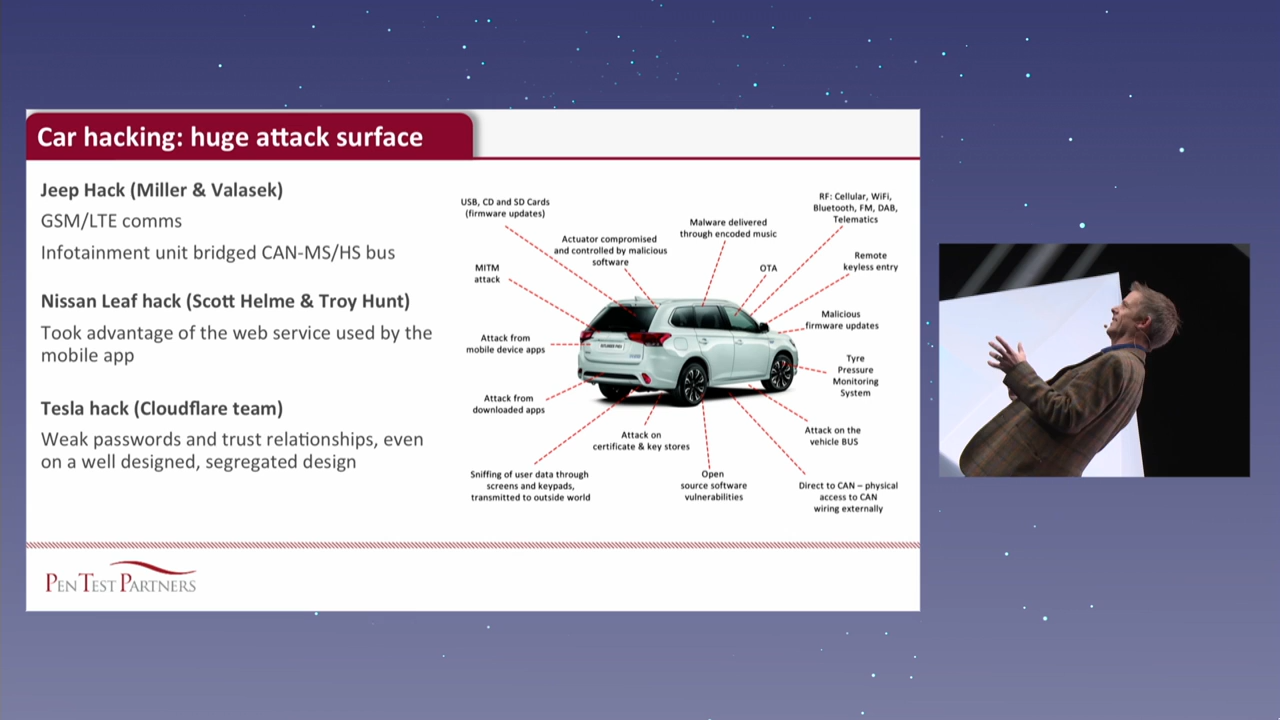 Car hacking: huge attack surface
Jeep Hack (Miller & Valasek)
GSM/LTE comms
Infotainment unit bridged CAN-MS/HS bus
Nissan Leaf hack (Scott Helme & Troy Hunt)
Took advantage of the web service used by the
mobile app
Tesla hack (Cloudflare team)
Weak passwords and trust relationships, even
on a well designed, segregated design
USB, CD and SD Cards
(firmware updates)
Actuator compromised
and controlled by malicious
software
Malware delivered
through encoded music
RF: Cellular, WiFi,
Bluetooth, FM, DAB,
Telematics
MITM
attack
OTA
Remote
keyless entry
Malicious
firmware updates
Attack from
mobile device apps
Tyre
Pressure
Monitoring
System
Attack from
downloaded apps
Attack on
certificate & key stores
Attack on the
vehicle BUS
Sniffing of user data through
screens and keypads,
transmitted to outside world
Open
source software
vulnerabilities
Direct to CAN – physical
access to CAN
wiring externally
PEN TEST PARTNERS